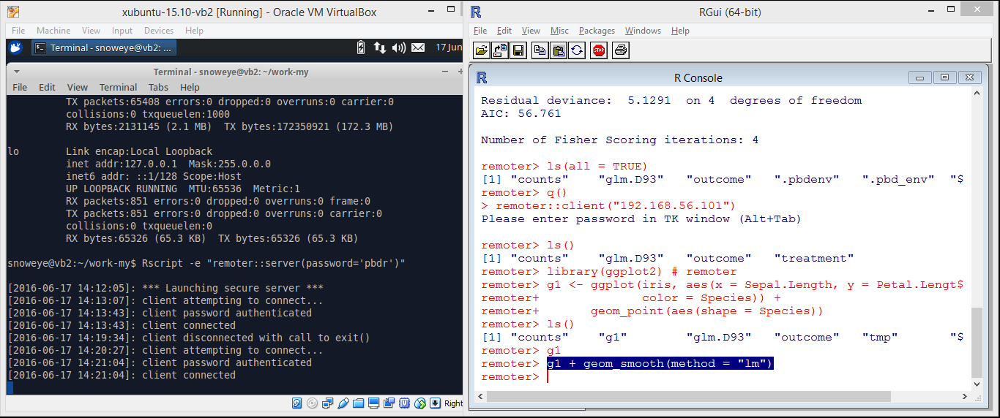 xubuntu-15.10-vb2 [Running] - Oracle VM VirtualBox
File Machine View Input Devices Help
Terminal - snoweye@vb2: ...
17 Jun
Terminal - snoweye@vb2: ~/work-my
File Edit View Terminal Tabs Help
TX packets:65408 errors:0 dropped:0 overruns:0 carrier:0
collisions:0 txqueuelen:1000
RX bytes:2131145 (2.1 MB)  TX bytes:172350921 (172.3 MB)
lo        Link encap:Local Loopback
inet addr:127.0.0.1  Mask:255.0.0.0
inet6 addr: ::1/128 Scope:Host
UP LOOPBACK RUNNING  MTU:65536  Metric:1
RX packets:851 errors:0 dropped:0 overruns:0 frame:0
TX packets:851 errors:0 dropped:0 overruns:0 carrier:0
collisions:0 txqueuelen:0
RX bytes:65326 (65.3 KB)  TX bytes:65326 (65.3 KB)
snoweye@vb2:~/work-my$ Rscript -e "remoter::server(password='pbdr')"
[2016-06-17 14:12:05]: *** Launching secure server ***
[2016-06-17 14:13:07]: client attempting to connect...
[2016-06-17 14:13:43]: client password authenticated
[2016-06-17 14:13:43]: client connected
[2016-06-17 14:19:34]: client disconnected with call to exit()
[2016-06-17 14:20:27]: client attempting to connect...
[2016-06-17 14:21:04]: client password authenticated
[2016-06-17 14:21:04]: client connected
Right
RGui (64-bit)
File Edit View Misc Packages Windows Help
STOP
R Console
Residual deviance:  5.1291  on 4  degrees of freedom
AIC: 56.761
Number of Fisher Scoring iterations: 4
remoter> ls(all = TRUE)
[1] "counts"    "glm.D93"   "outcome"   ".pbdenv"   ".pbd_env"  "$
remoter> q()
> remoter::client("192.168.56.101")
Please enter password in TK window (Alt+Tab)
remoter> ls()
[1] "counts"    "glm.D93"   "outcome"   "treatment"
remoter> library(ggplot2) # remoter
remoter> g1 <- ggplot(iris, aes(x = Sepal.Length, y = Petal.Lengt$
remoter+               color = Species)) +
remoter+        geom_point(aes(shape = Species))
remoter> ls()
[1] "counts"    "g1"        "glm.D93"   "outcome"   "tmp"       "$
remoter> g1
remoter> g1 + geom_smooth(method = "lm")
remoter>